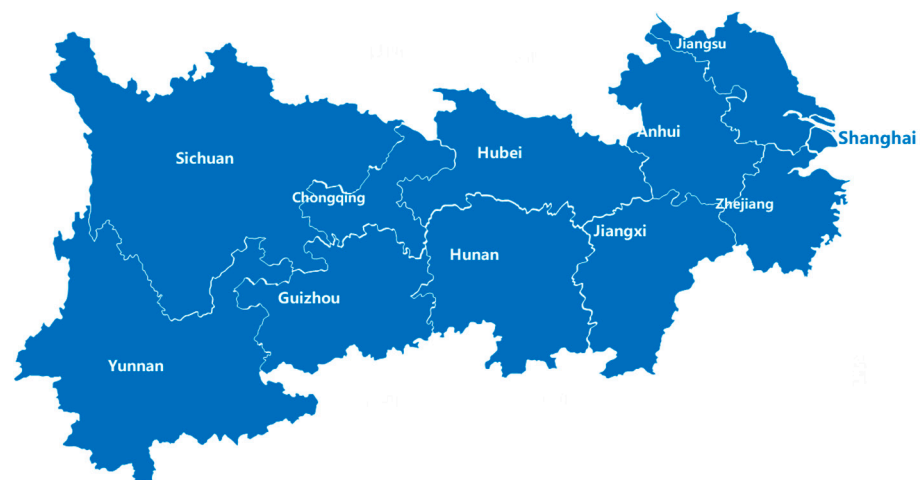 Jiangsu
Anhui
Shanghai
Sichuan
Hubei
Chongqing
Zhejiang
Jiangxi
Hunan
Guizhou
Yunnan